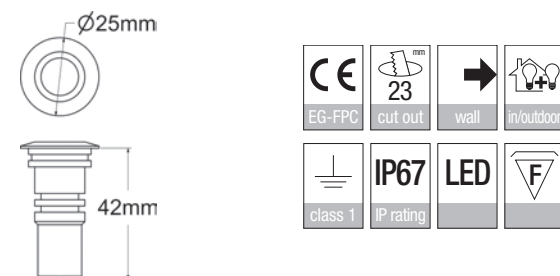 Ø25mm
42mm
CE
EG-FPC
mm
23
cut out
wall
in/outdoor
class 1
IP67
IP rating
LED
F